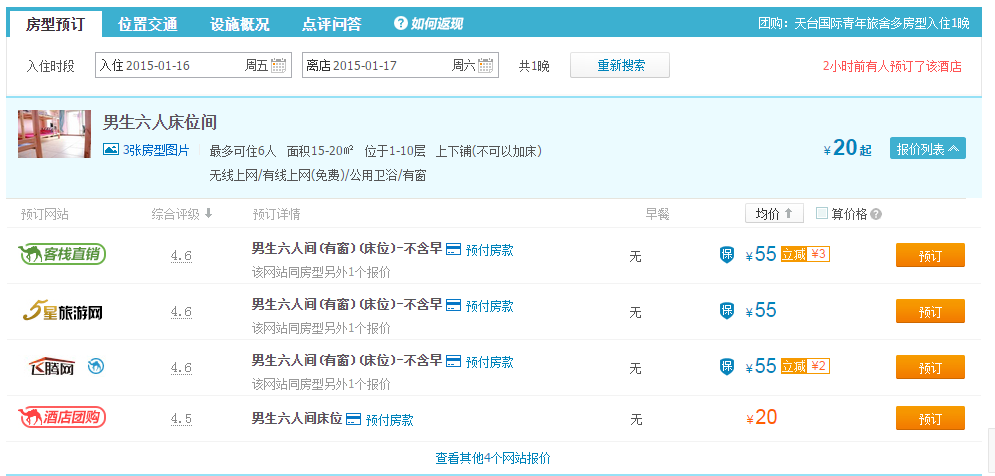 房型预订 位置交通 设施概况 点评问答 ? 如何返现 团购：天台国际青年旅舍多房型入住1晚
入住时段 入住 2015-01-16 周五 离店 2015-01-17 周六 共1晚 重新搜索 2小时前有人预订了该酒店
男生六人床位间
3张房型图片 最多可住6人 面积15-20㎡ 位于1-10层 上下铺(不可以加床) ¥20起 报价列表
无线上网/有线上网(免费)/公用卫浴/有窗
预订网站 综合评级 预订详情 早餐 均价 算价格 ?
客栈直销 4.6 男生六人间(有窗)(床位)-不含早 预付房款 无 保 ¥55 立减 ¥3 预订
该网站同房型另外1个报价
5星旅游网 4.6 男生六人间(有窗)(床位)-不含早 预付房款 无 保 ¥55 预订
该网站同房型另外1个报价
飞腾网 4.6 男生六人间(有窗)(床位)-不含早 预付房款 无 保 ¥55 立减 ¥2 预订
该网站同房型另外1个报价
酒店团购 4.5 男生六人间床位 预付房款 无 ¥20 预订
查看其他4个网站报价